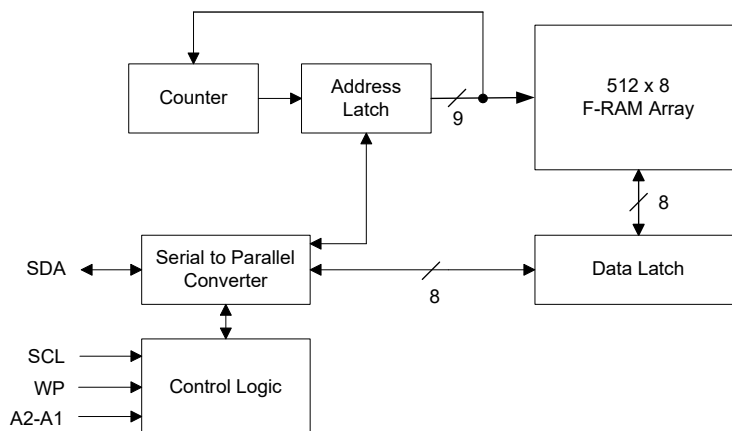 Counter
Address
Latch
9
512 x 8
F-RAM Array
8
SDA
Serial to Parallel
Converter
8
Data Latch
SCL
WP
A2-A1
Control Logic